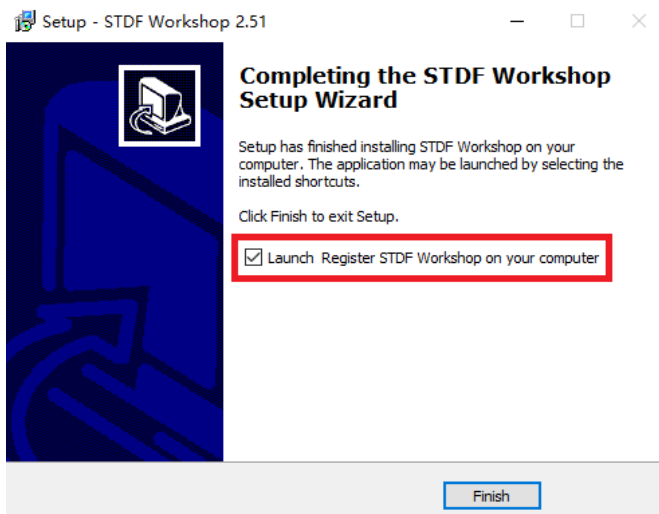 Setup - STDF Workshop 2.51
Completing the STDF Workshop
Setup Wizard
Setup has finished installing STDF Workshop on your
computer. The application may be launched by selecting the
installed shortcuts.
Click Finish to exit Setup.
Launch Register STDF Workshop on your computer
Finish